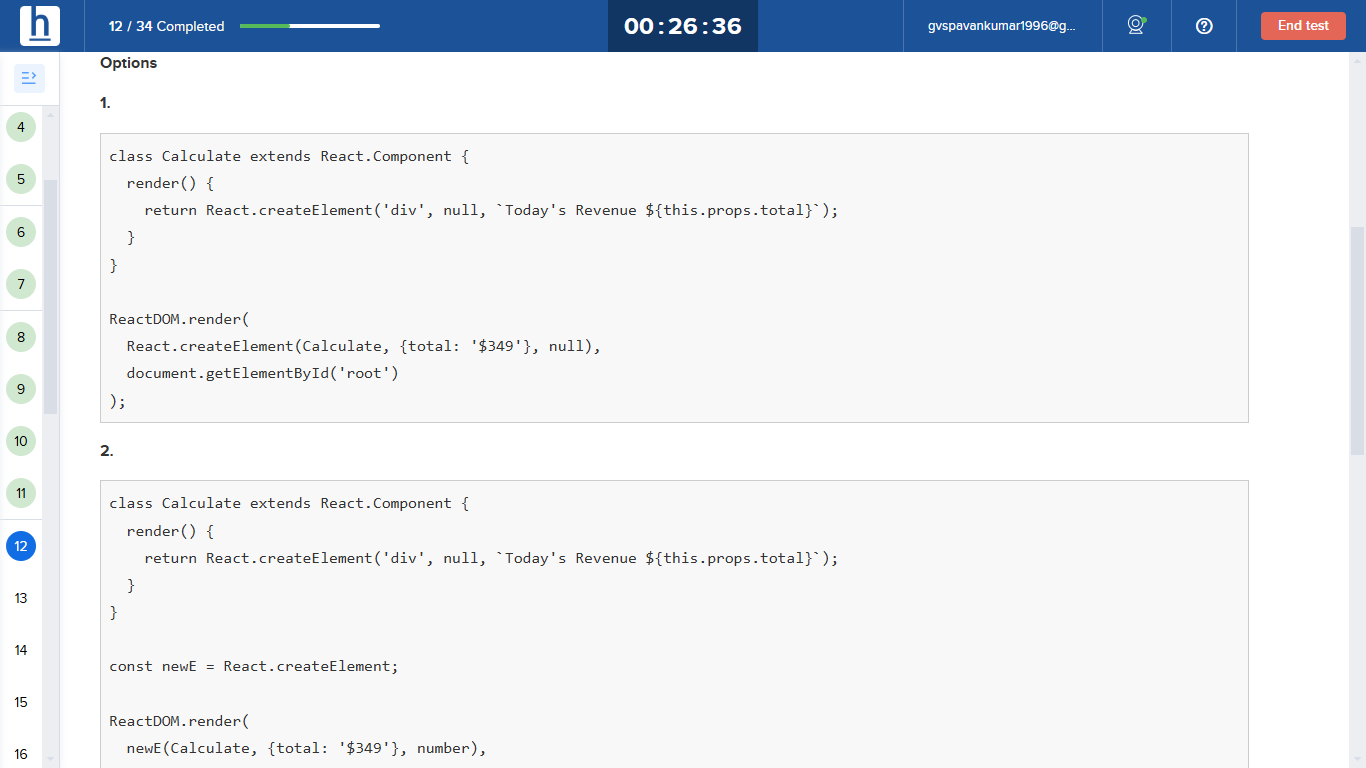 h
12 / 34 Completed
00:26:36
gvspavankumar1996@g...
End test
4
5
6
7
8
9
10
11
12
13
14
15
16
Options
1.
class Calculate extends React.Component {
  render() {
    return React.createElement('div', null, `Today's Revenue ${this.props.total}`);
  }
}
ReactDOM.render(
  React.createElement(Calculate, {total: '$349'}, null),
  document.getElementById('root')
);
2.
class Calculate extends React.Component {
  render() {
    return React.createElement('div', null, `Today's Revenue ${this.props.total}`);
  }
}
const newE = React.createElement;
ReactDOM.render(
  newE(Calculate, {total: '$349'}, number),